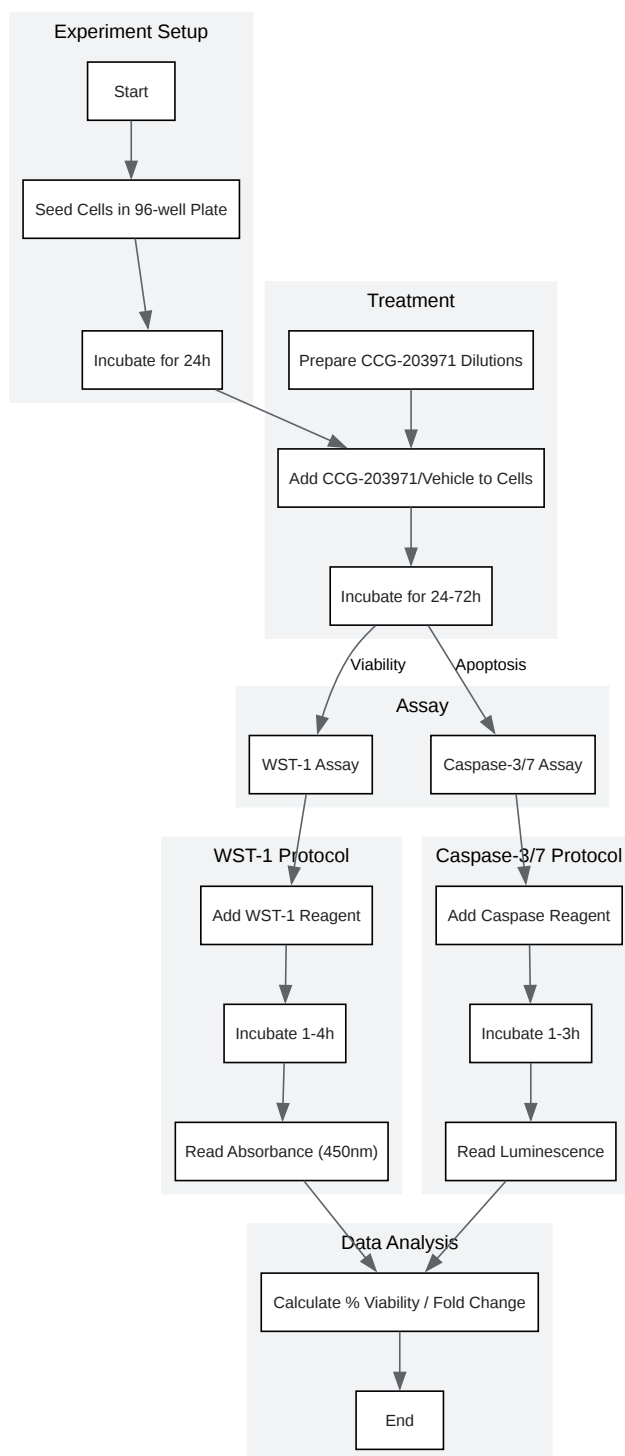 Experiment Setup
Start
Seed Cells in 96-well Plate
Incubate for 24h
Treatment
Prepare CCG-203971 Dilutions
Add CCG-203971/Vehicle to Cells
Incubate for 24-72h
Viability
Apoptosis
Assay
WST-1 Assay
Caspase-3/7 Assay
WST-1 Protocol
Caspase-3/7 Protocol
Add WST-1 Reagent
Add Caspase Reagent
Incubate 1-4h
Incubate 1-3h
Read Absorbance (450nm)
Read Luminescence
Data Analysis
Calculate % Viability / Fold Change
End